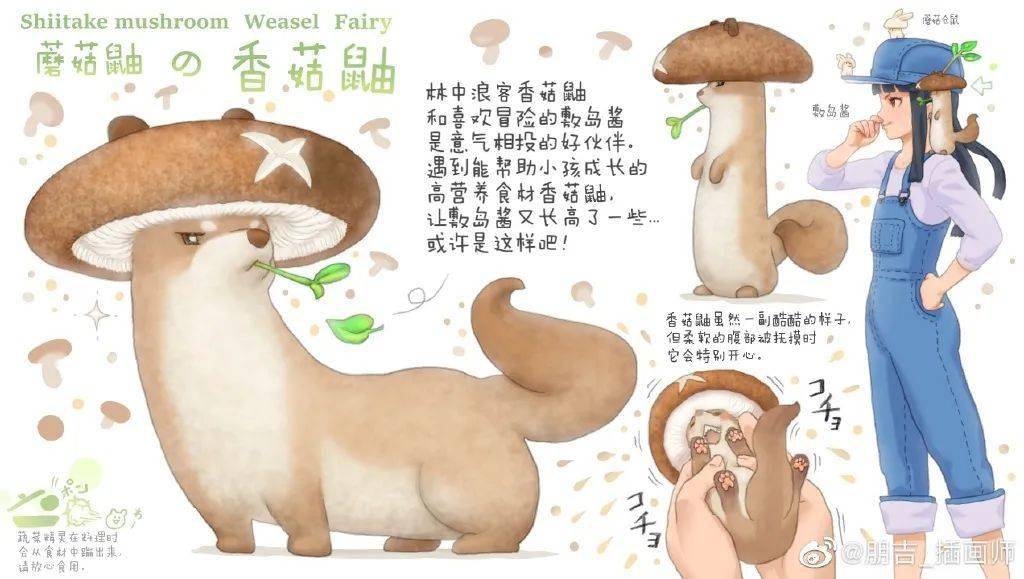 Shiitake mushroom Weasel Fairy
蘑菇鼬 の 香菇鼬
林中浪客香菇鼬
和喜欢冒险的敷岛酱
是意气相投的好伙伴。
遇到能帮助小孩成长的
高营养食材香菇鼬，
让敷岛酱又长高了一些…
或许是这样吧！
蘑菇仓鼠
敷岛酱
香菇鼬虽然一副酷酷的样子，
但柔软的腹部被抚摸时
它会特别开心。
コチョ
コチョ
ポン
蔬菜精灵在料理时
会从食材中蹦出来，
请放心食用。
@朋吉_插画师